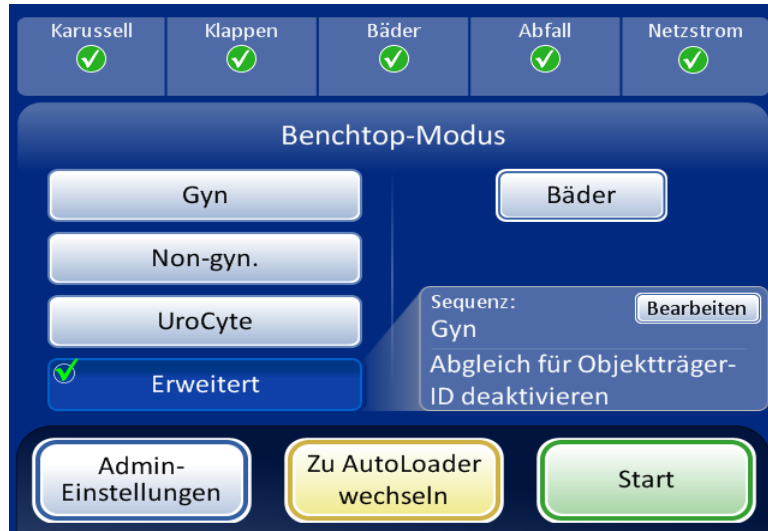 Karussell
Klappen
Bäder
Abfall
Netzstrom
Benchtop-Modus
Gyn
Bäder
Non-gyn.
UroCyte
Sequenz:
Bearbeiten
Gyn
Erweitert
Abgleich für Objektträger-
ID deaktivieren
Admin-
Einstellungen
Zu AutoLoader
wechseln
Start